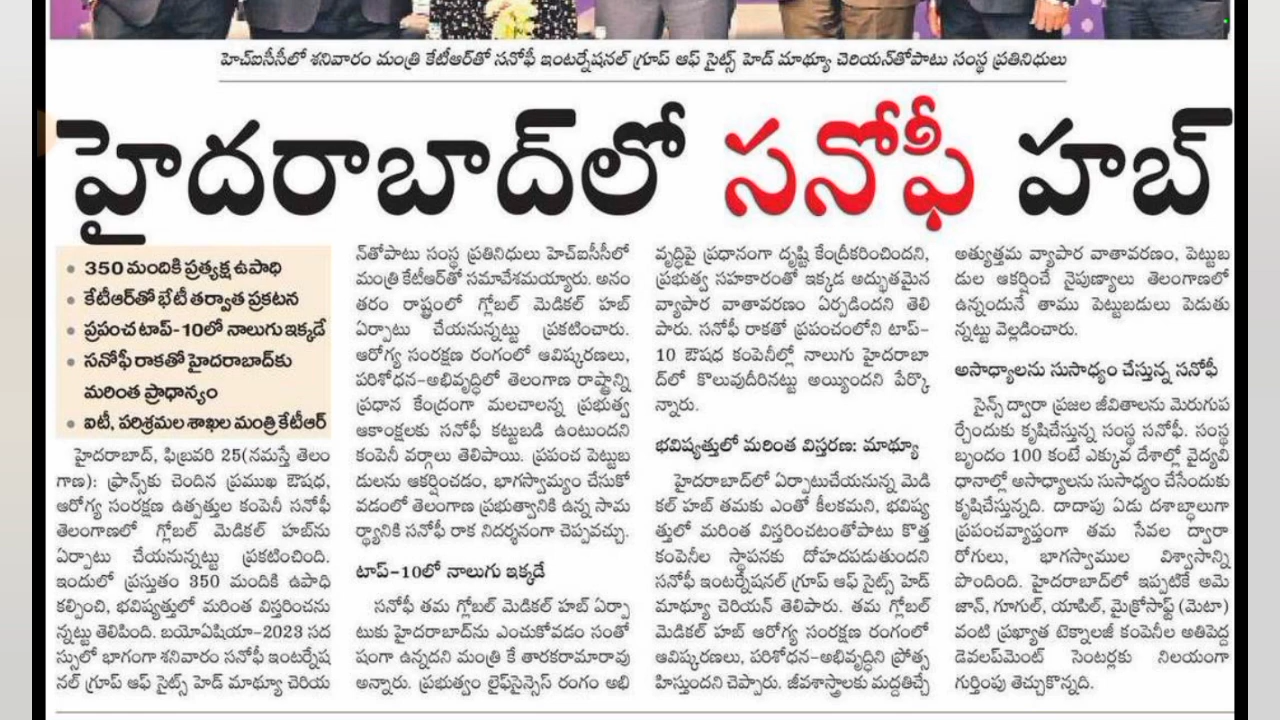 హెచ్ఐసీసీలో శనివారం మంత్రి కేటీఆర్‌తో సనోఫీ ఇంటర్నేషనల్ గ్రూప్ ఆఫ్ సైట్స్ హెడ్ మాథ్యూ చెరియన్‌తోపాటు సంస్థ ప్రతినిధులు
హైదరాబాద్‌లో సనోఫీ హబ్
● 350 మందికి ప్రత్యక్ష ఉపాధి
● కేటీఆర్‌తో భేటీ తర్వాత ప్రకటన
● ప్రపంచ టాప్-10లో నాలుగు ఇక్కడే
● సనోఫీ రాకతో హైదరాబాద్‌కు
మరింత ప్రాధాన్యం
● ఐటీ, పరిశ్రమల శాఖల మంత్రి కేటీఆర్
హైదరాబాద్, ఫిబ్రవరి 25(నమస్తే తెలం
గాణ): ఫ్రాన్స్‌కు చెందిన ప్రముఖ ఔషధ,
ఆరోగ్య సంరక్షణ ఉత్పత్తుల కంపెనీ సనోఫీ
తెలంగాణలో గ్లోబల్ మెడికల్ హబ్‌ను
ఏర్పాటు చేయనున్నట్టు ప్రకటించింది.
ఇందులో ప్రస్తుతం 350 మందికి ఉపాధి
కల్పించి, భవిష్యత్తులో మరింత విస్తరించను
న్నట్టు తెలిపింది. బయోఏషియా-2023 సద
స్సులో భాగంగా శనివారం సనోఫీ ఇంటర్నేష
నల్ గ్రూప్ ఆఫ్ సైట్స్ హెడ్ మాథ్యూ చెరియ
న్‌తోపాటు సంస్థ ప్రతినిధులు హెచ్ఐసీసీలో
మంత్రి కేటీఆర్‌తో సమావేశమయ్యారు. అనం
తరం రాష్ట్రంలో గ్లోబల్ మెడికల్ హబ్
ఏర్పాటు చేయనున్నట్టు ప్రకటించారు.
ఆరోగ్య సంరక్షణ రంగంలో ఆవిష్కరణలు,
పరిశోధన-అభివృద్ధిలో తెలంగాణ రాష్ట్రాన్ని
ప్రధాన కేంద్రంగా మలచాలన్న ప్రభుత్వ
ఆకాంక్షలకు సనోఫీ కట్టుబడి ఉంటుందని
కంపెనీ వర్గాలు తెలిపాయి. ప్రపంచ పెట్టుబ
డులను ఆకర్షించడం, భాగస్వామ్యం చేసుకో
వడంలో తెలంగాణ ప్రభుత్వానికి ఉన్న సామ
ర్థ్యానికి సనోఫీ రాక నిదర్శనంగా చెప్పవచ్చు.
టాప్-10లో నాలుగు ఇక్కడే
సనోఫీ తమ గ్లోబల్ మెడికల్ హబ్ ఏర్పా
టుకు హైదరాబాద్‌ను ఎంచుకోవడం సంతో
షంగా ఉన్నదని మంత్రి కే తారకరామారావు
అన్నారు. ప్రభుత్వం లైఫ్‌సైన్సెస్ రంగం అభి
వృద్ధిపై ప్రధానంగా దృష్టి కేంద్రీకరించిందని,
ప్రభుత్వ సహకారంతో ఇక్కడ అద్భుతమైన
వ్యాపార వాతావరణం ఏర్పడిందని తెలి
పారు. సనోఫీ రాకతో ప్రపంచంలోని టాప్-
10 ఔషధ కంపెనీల్లో నాలుగు హైదరాబా
ద్‌లో కొలువుదీరినట్టు అయ్యిందని పేర్కొ
న్నారు.
భవిష్యత్తులో మరింత విస్తరణ: మాథ్యూ
హైదరాబాద్‌లో ఏర్పాటుచేయనున్న మెడి
కల్ హబ్ తమకు ఎంతో కీలకమని, భవిష్య
త్తులో మరింత విస్తరించటంతోపాటు కొత్త
కంపెనీల స్థాపనకు దోహదపడుతుందని
సనోఫీ ఇంటర్నేషనల్ గ్రూప్ ఆఫ్ సైట్స్ హెడ్
మాథ్యూ చెరియన్ తెలిపారు. తమ గ్లోబల్
మెడికల్ హబ్ ఆరోగ్య సంరక్షణ రంగంలో
ఆవిష్కరణలు, పరిశోధన-అభివృద్ధిని ప్రోత్స
హిస్తుందని చెప్పారు. జీవశాస్త్రాలకు మద్దతిచ్చే
అత్యుత్తమ వ్యాపార వాతావరణం, పెట్టుబ
డుల ఆకర్షించే నైపుణ్యాలు తెలంగాణలో
ఉన్నందునే తాము పెట్టుబడులు పెడుతు
న్నట్టు వెల్లడించారు.
అసాధ్యాలను సుసాధ్యం చేస్తున్న సనోఫీ
సైన్స్ ద్వారా ప్రజల జీవితాలను మెరుగుప
ర్చేందుకు కృషిచేస్తున్న సంస్థ సనోఫీ. సంస్థ
బృందం 100 కంటే ఎక్కువ దేశాల్లో వైద్యవి
ధానాల్లో అసాధ్యాలను సుసాధ్యం చేసేందుకు
కృషిచేస్తున్నది. దాదాపు ఏడు దశాబ్ధాలుగా
ప్రపంచవ్యాప్తంగా తమ సేవల ద్వారా
రోగులు, భాగస్వాముల విశ్వాసాన్ని
పొందింది. హైదరాబాద్‌లో ఇప్పటికే అమె
జాన్, గూగుల్, యాపిల్, మైక్రోసాఫ్ట్ (మెటా)
వంటి ప్రఖ్యాత టెక్నాలజీ కంపెనీల అతిపెద్ద
డెవలప్‌మెంట్ సెంటర్లకు నిలయంగా
గుర్తింపు తెచ్చుకొన్నది.